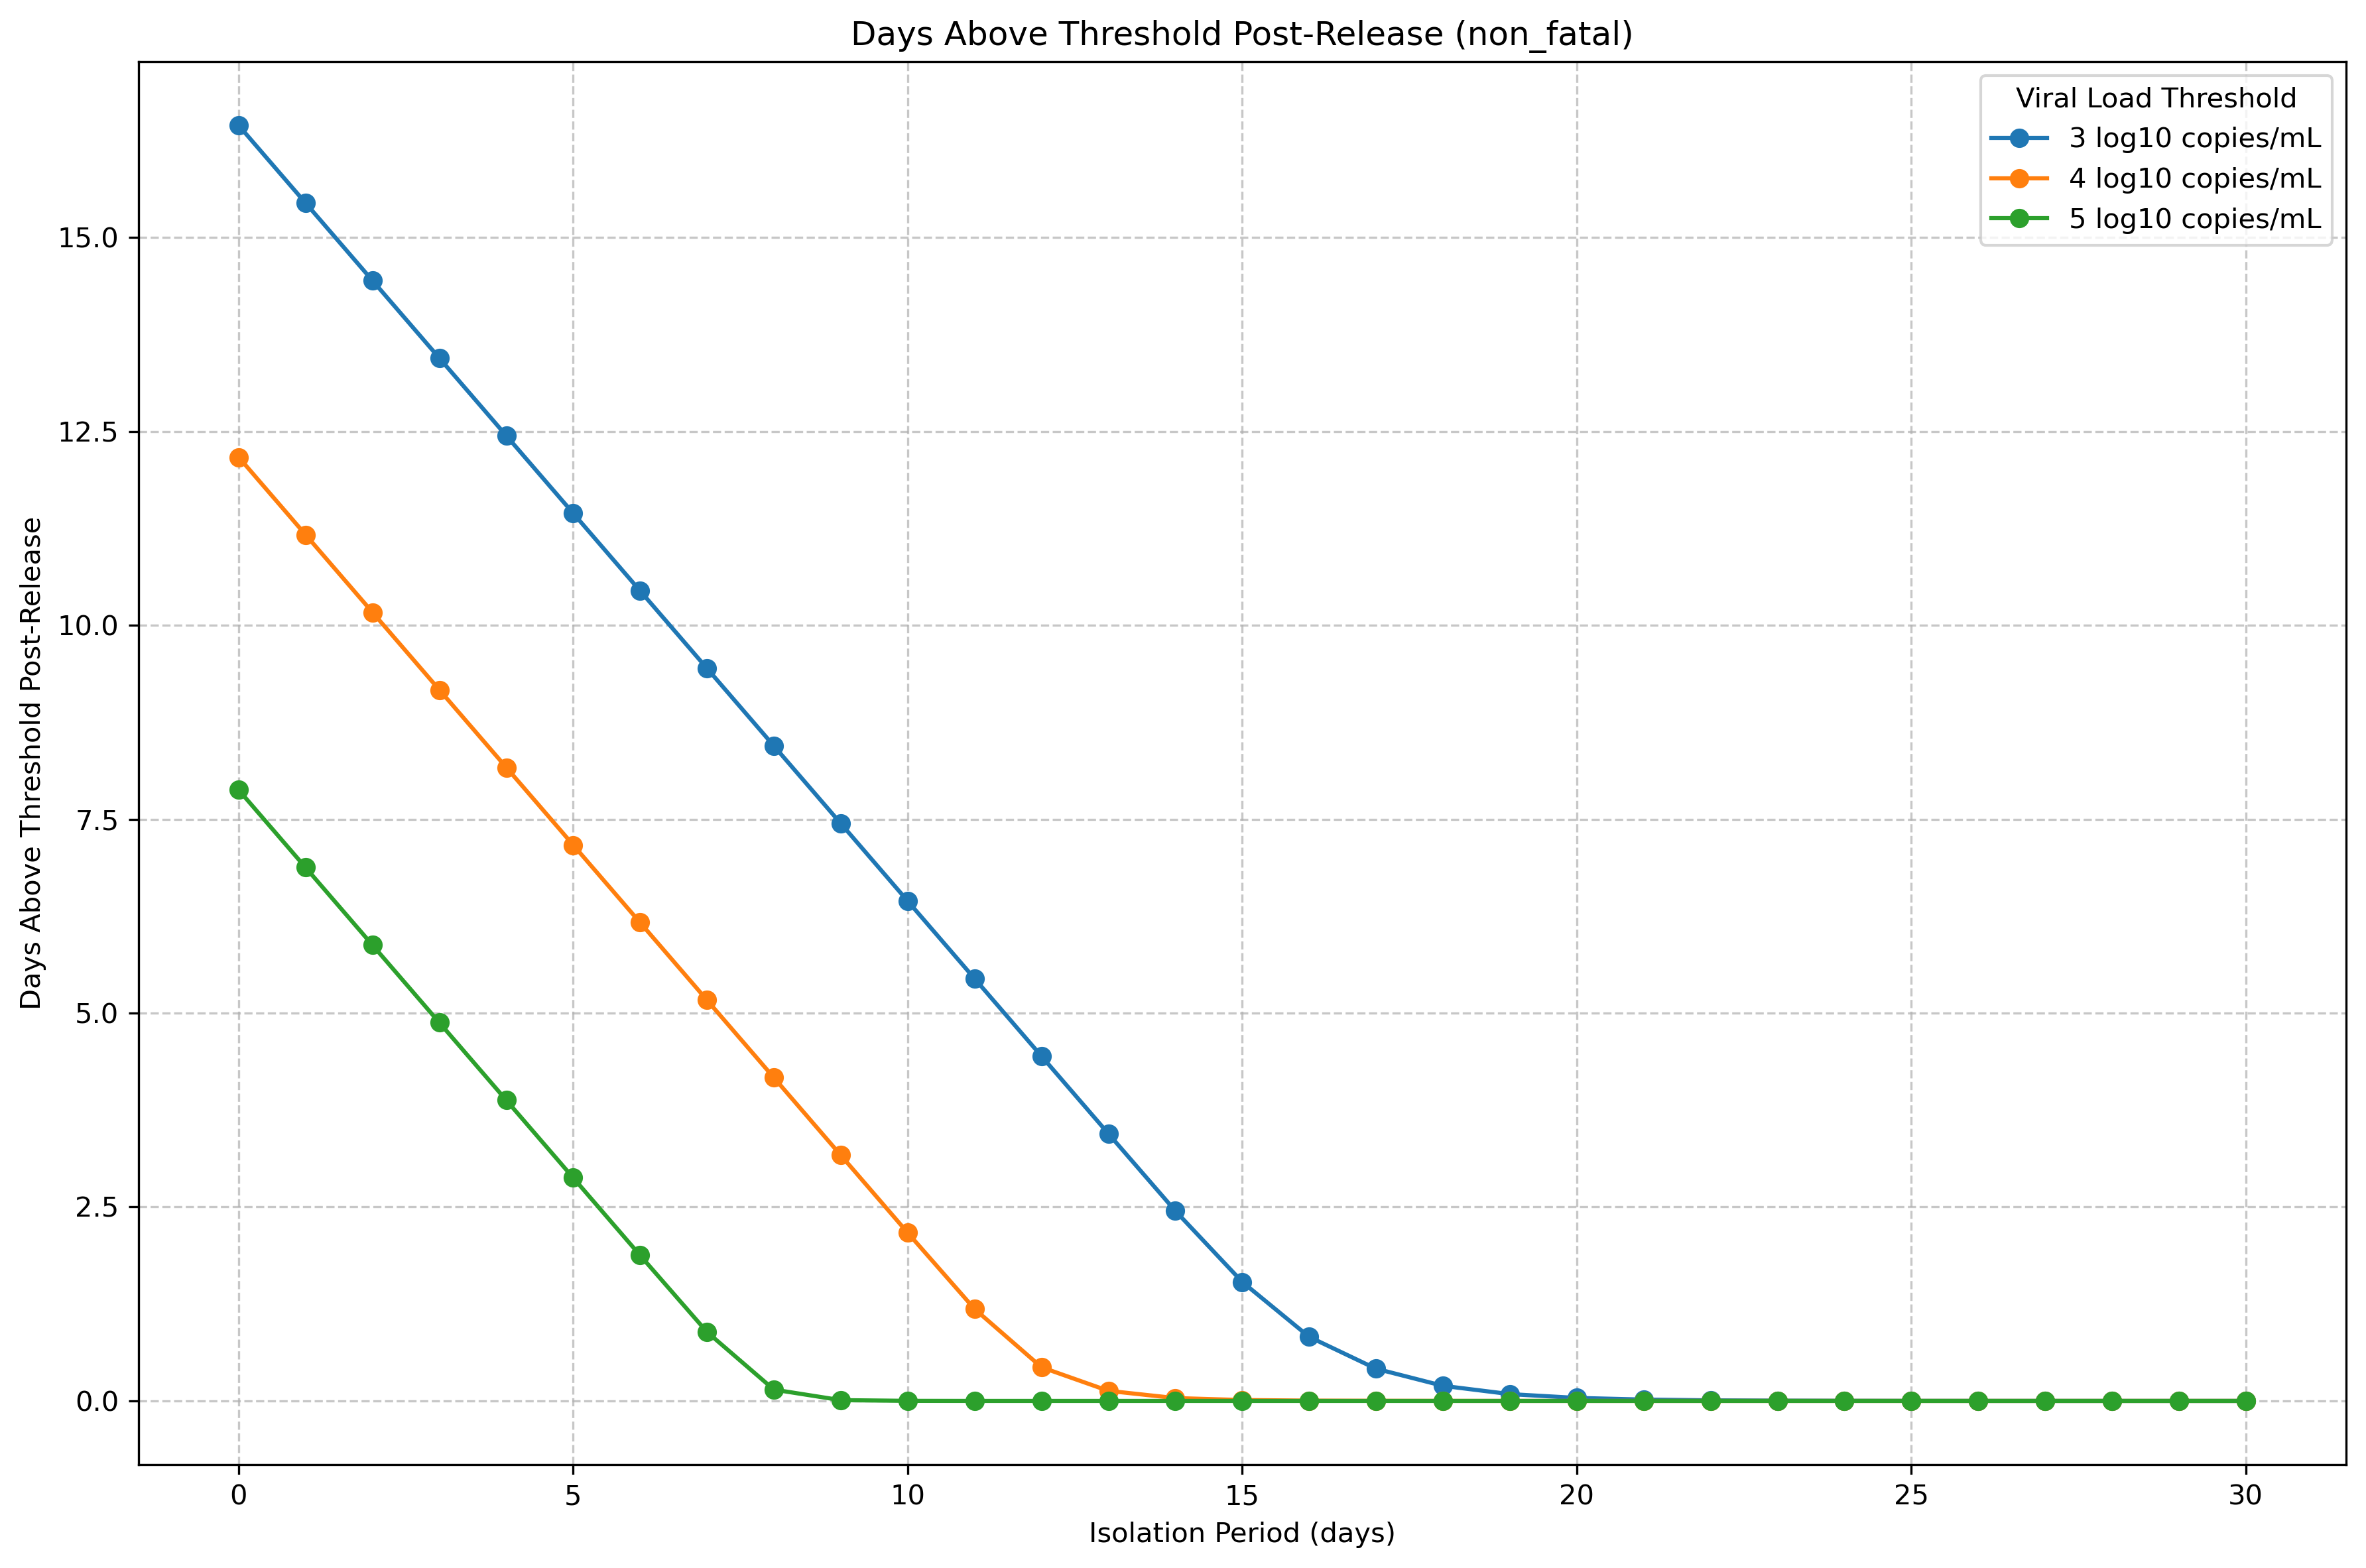 Days Above Threshold Post-Release (non_fatal)
Viral Load Threshold
3 log10 copies/mL
4 log10 copies/mL
5 log10 copies/mL
Days Above Threshold Post-Release
15.0
12.5
10.0
7.5
5.0
2.5
0.0
0 5 10 15 20 25 30
Isolation Period (days)